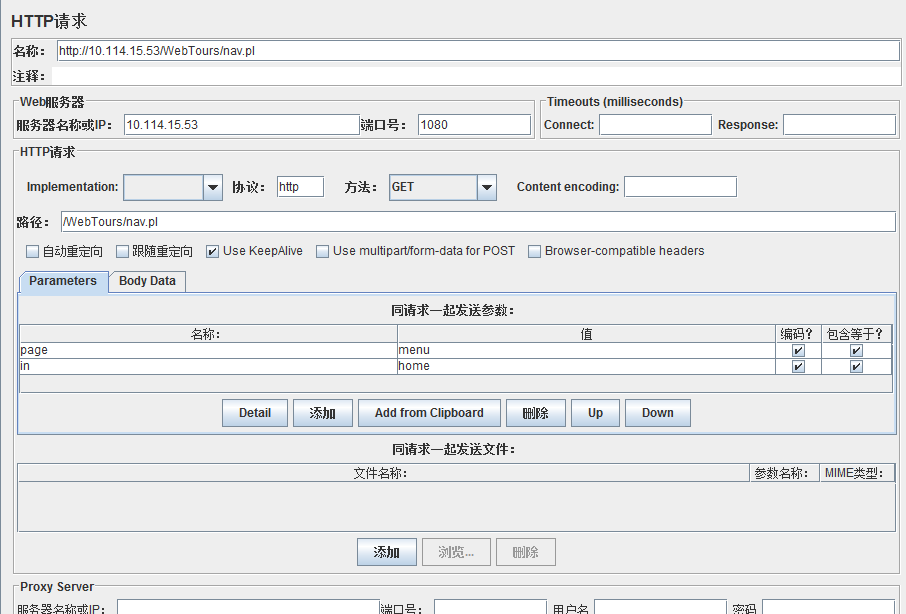 HTTP请求
名称： http://10.114.15.53/WebTours/nav.pl
注释：
Web服务器
Timeouts (milliseconds)
服务器名称或IP： 10.114.15.53 端口号： 1080 Connect: Response:
HTTP请求
Implementation: 协议： http 方法： GET Content encoding:
路径： /WebTours/nav.pl
自动重定向 跟随重定向 Use KeepAlive Use multipart/form-data for POST Browser-compatible headers
Parameters Body Data
同请求一起发送参数：
名称： 值 编码？ 包含等于？
page menu
in home
Detail 添加 Add from Clipboard 删除 Up Down
同请求一起发送文件：
文件名称： 参数名称： MIME类型：
添加 浏览... 删除
Proxy Server
服务器名称或IP： 端口号： 用户名 密码